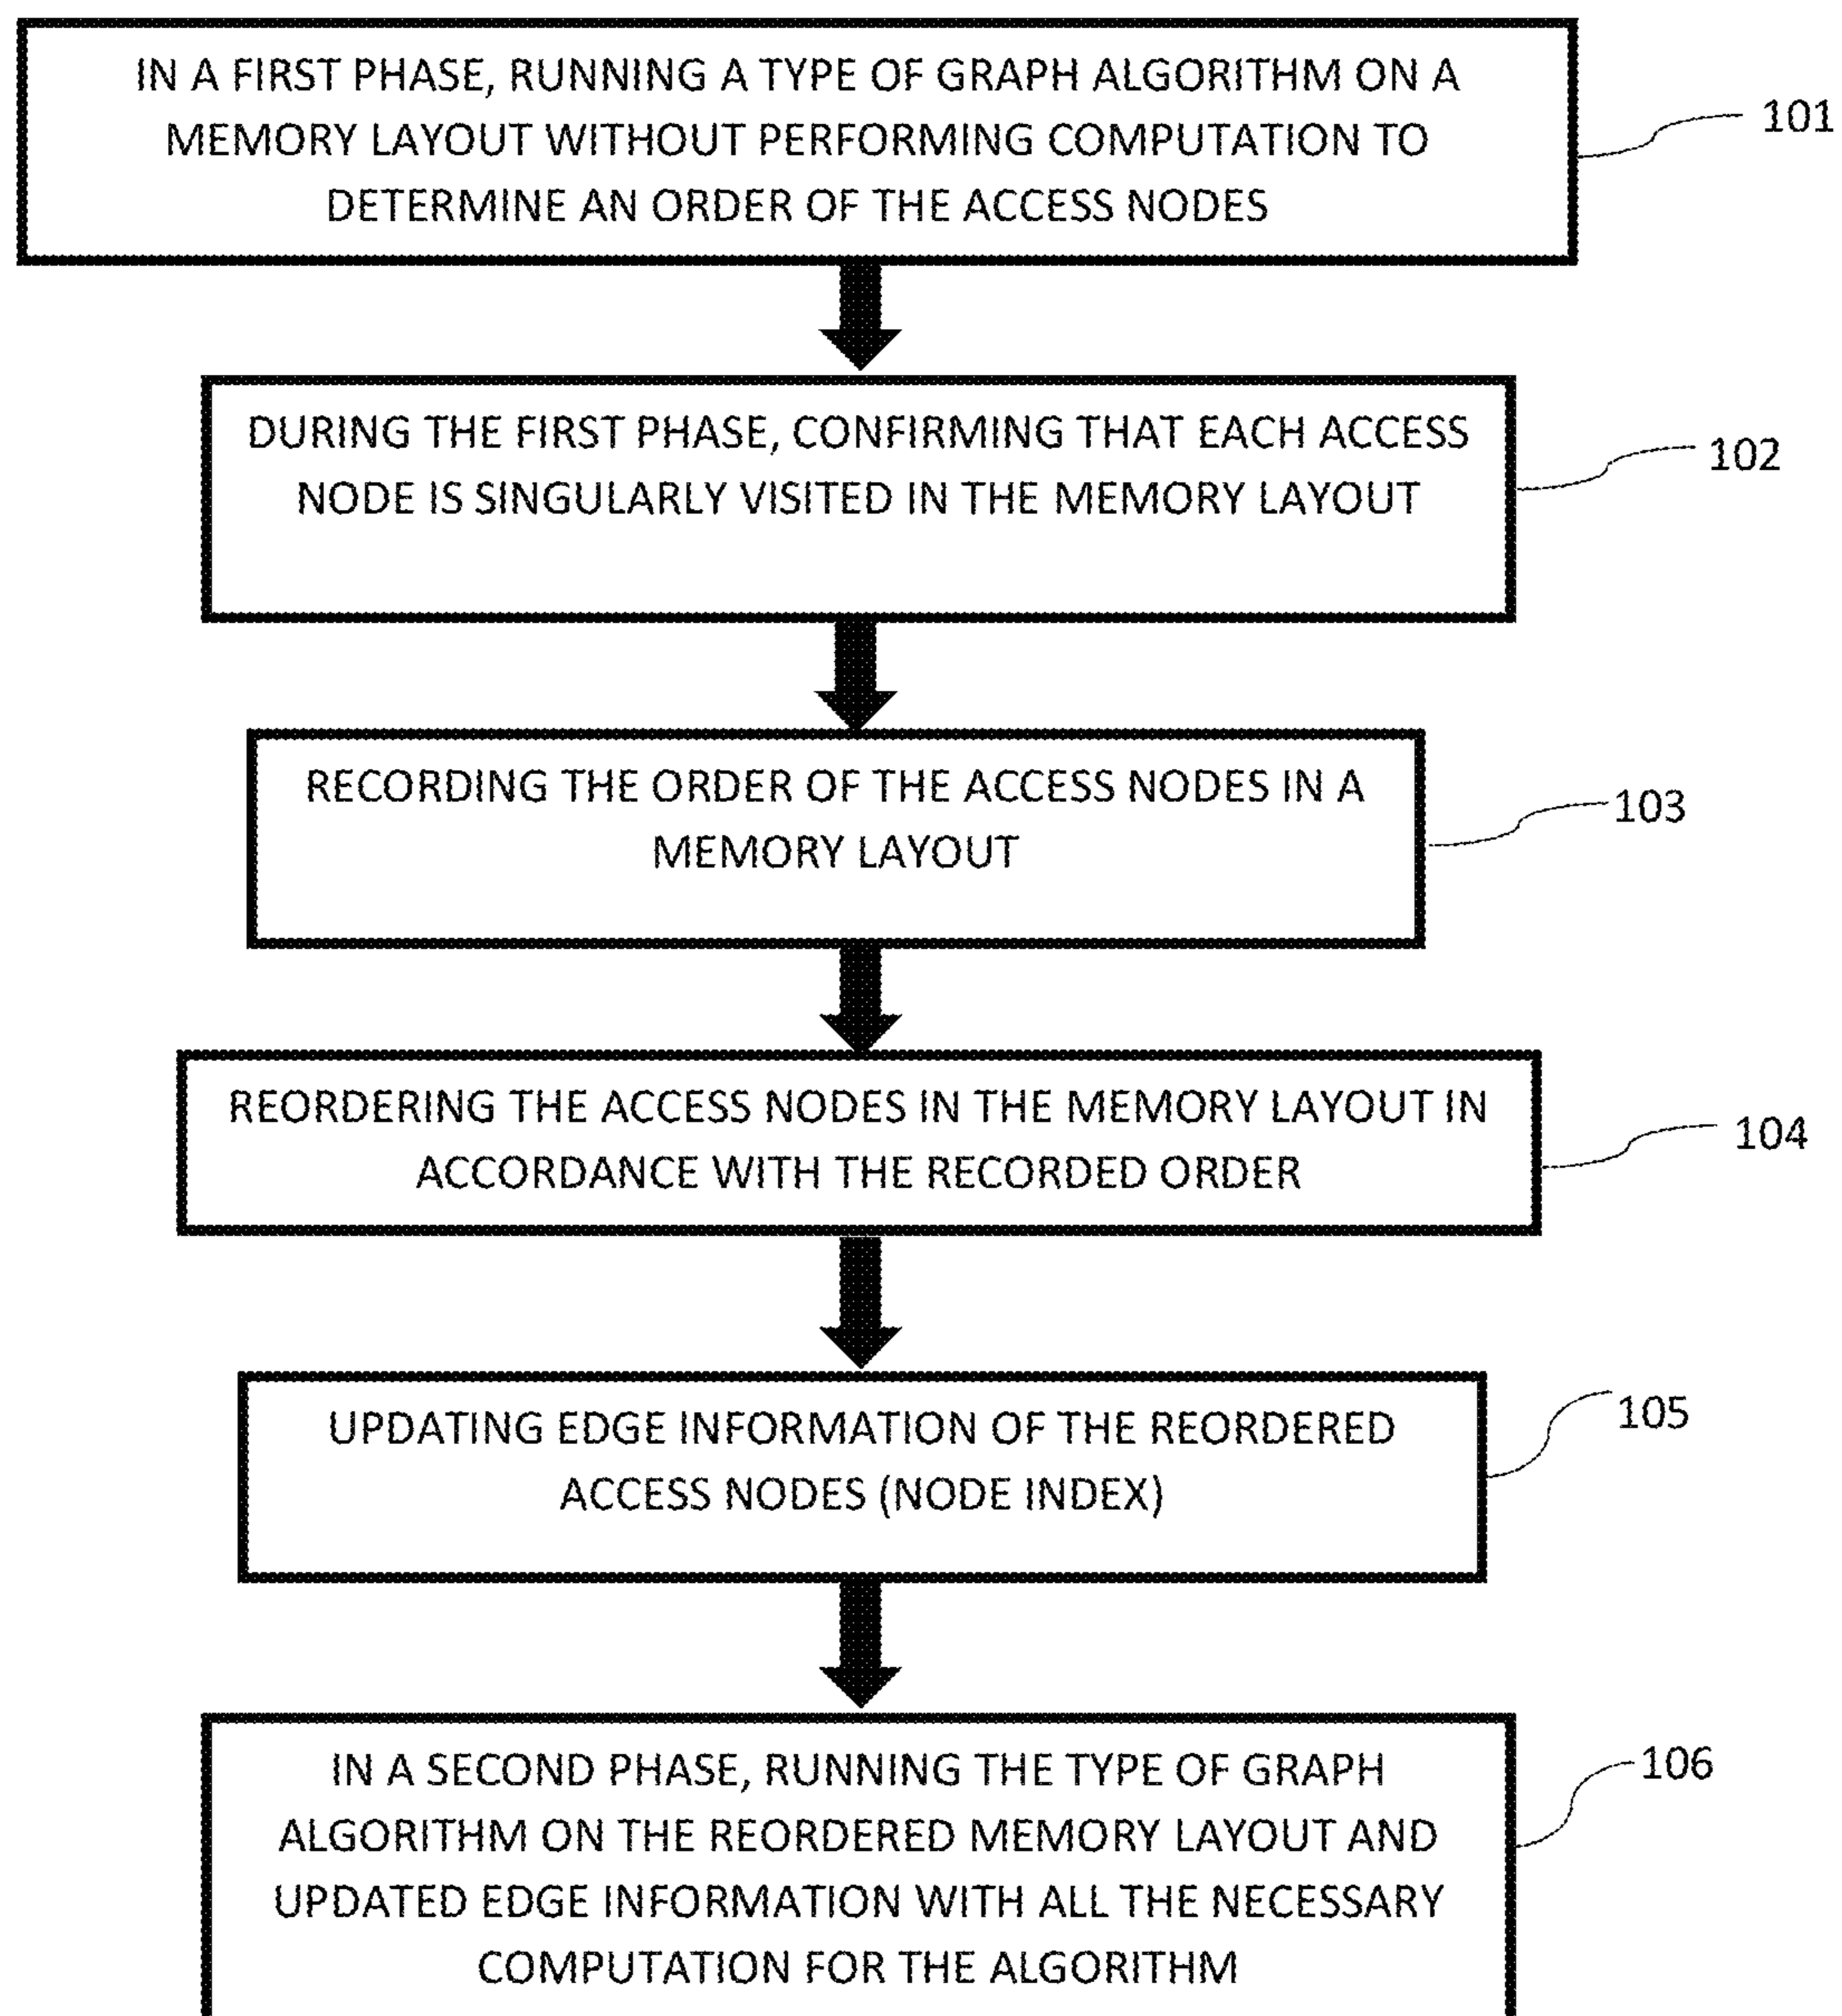 IN A FIRST PHASE, RUNNING A TYPE OF GRAPH ALGORITHM ON A
MEMORY LAYOUT WITHOUT PERFORMING COMPUTATION TO
DETERMINE AN ORDER OF THE ACCESS NODES
101
DURING THE FIRST PHASE, CONFIRMING THAT EACH ACCESS
NODE IS SINGULARLY VISITED IN THE MEMORY LAYOUT
102
RECORDING THE ORDER OF THE ACCESS NODES IN A
MEMORY LAYOUT
103
REORDERING THE ACCESS NODES IN THE MEMORY LAYOUT IN
ACCORDANCE WITH THE RECORDED ORDER
104
UPDATING EDGE INFORMATION OF THE REORDERED
ACCESS NODES (NODE INDEX)
105
IN A SECOND PHASE, RUNNING THE TYPE OF GRAPH
ALGORITHM ON THE REORDERED MEMORY LAYOUT AND
UPDATED EDGE INFORMATION WITH ALL THE NECESSARY
COMPUTATION FOR THE ALGORITHM
106